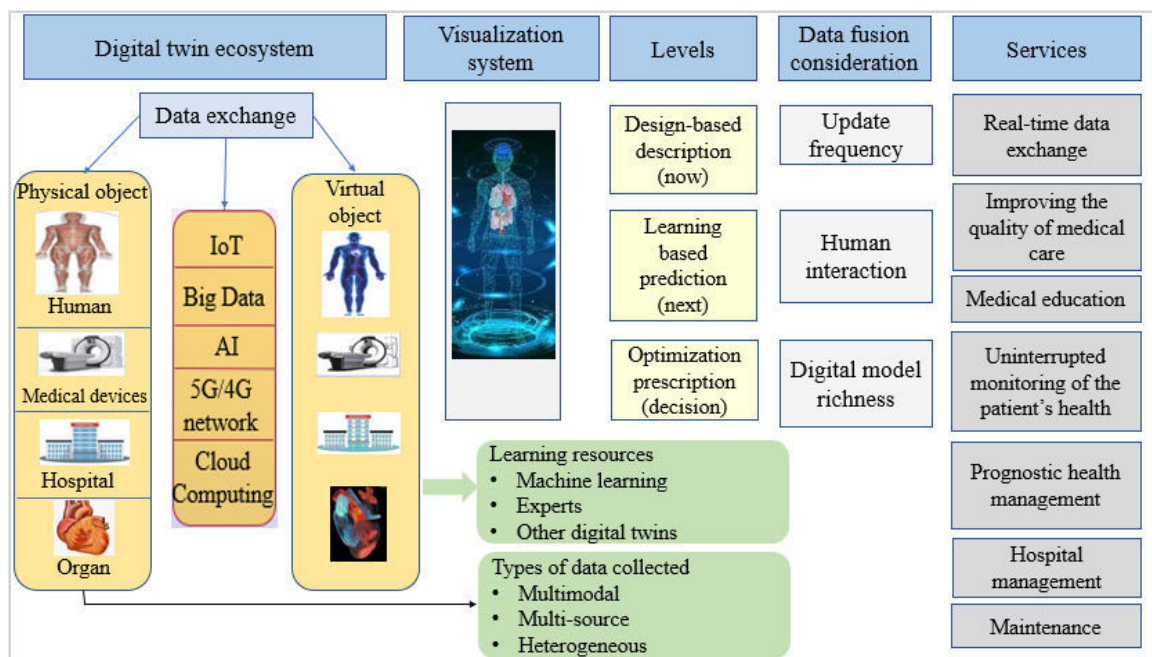 Digital twin ecosystem
Visualization
system
Levels
Data fusion
consideration
Services
Data exchange
Physical object
Human
Medical devices
Hospital
Organ
IoT
Big Data
AI
5G/4G
network
Cloud
Computing
Virtual
object
Design-based
description
(now)
Learning
based
prediction
(next)
Optimization
prescription
(decision)
Update
frequency
Human
interaction
Digital model
richness
Real-time data
exchange
Improving the
quality of medical
care
Medical education
Uninterrupted
monitoring of the
patient's health
Prognostic health
management
Hospital
management
Maintenance
Learning resources
• Machine learning
• Experts
• Other digital twins
Types of data collected
• Multimodal
• Multi-source
• Heterogeneous